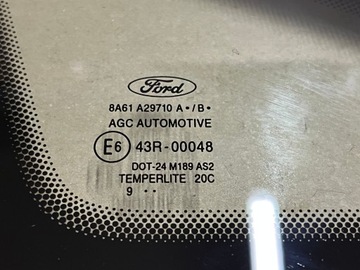 Ford
8A61 A29710 A•/B•
AGC AUTOMOTIVE
E6 43R-00048
DOT-24 M189 AS2
TEMPERLITE 20C
9 --